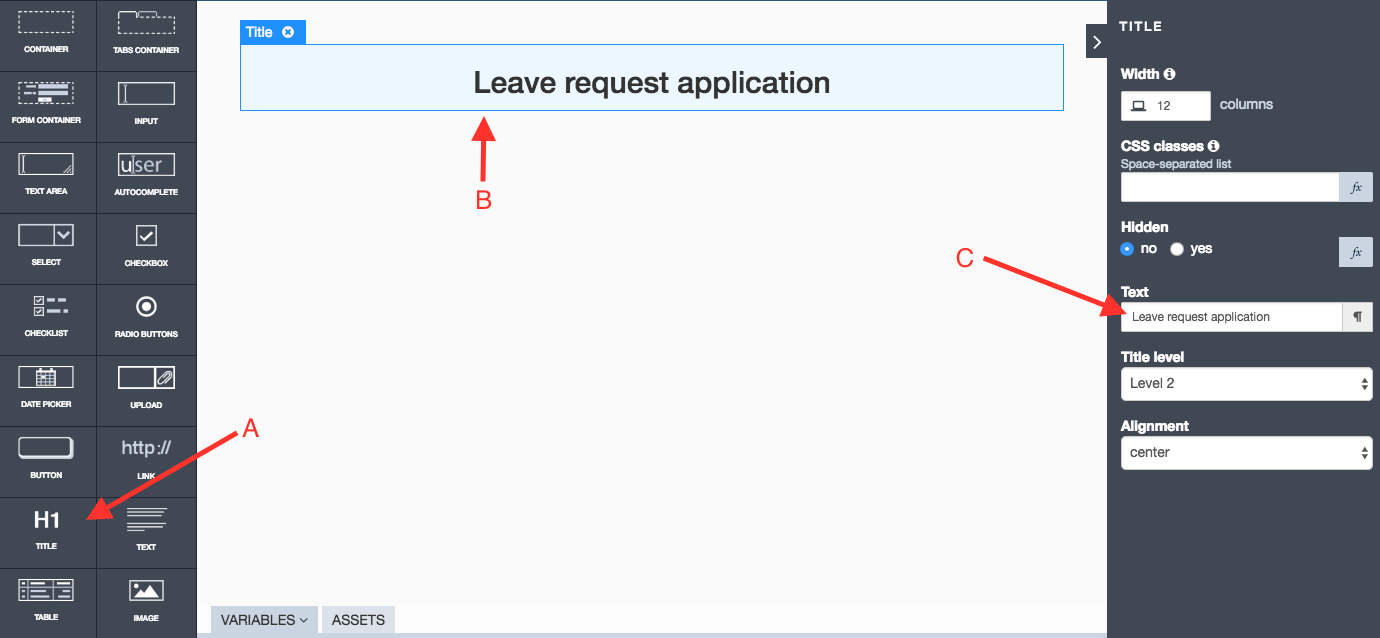 CONTAINER
TABS CONTAINER
FORM CONTAINER
INPUT
TEXT AREA
user
AUTOCOMPLETE
SELECT
CHECKBOX
CHECKLIST
RADIO BUTTONS
DATE PICKER
UPLOAD
BUTTON
http://
LINK
H1
TITLE
TEXT
TABLE
IMAGE
A
Title
Leave request application
B
VARIABLES
ASSETS
TITLE
Width
12 columns
CSS classes
Space-separated list
fx
Hidden
no yes
fx
C
Text
Leave request application ¶
Title level
Level 2
Alignment
center